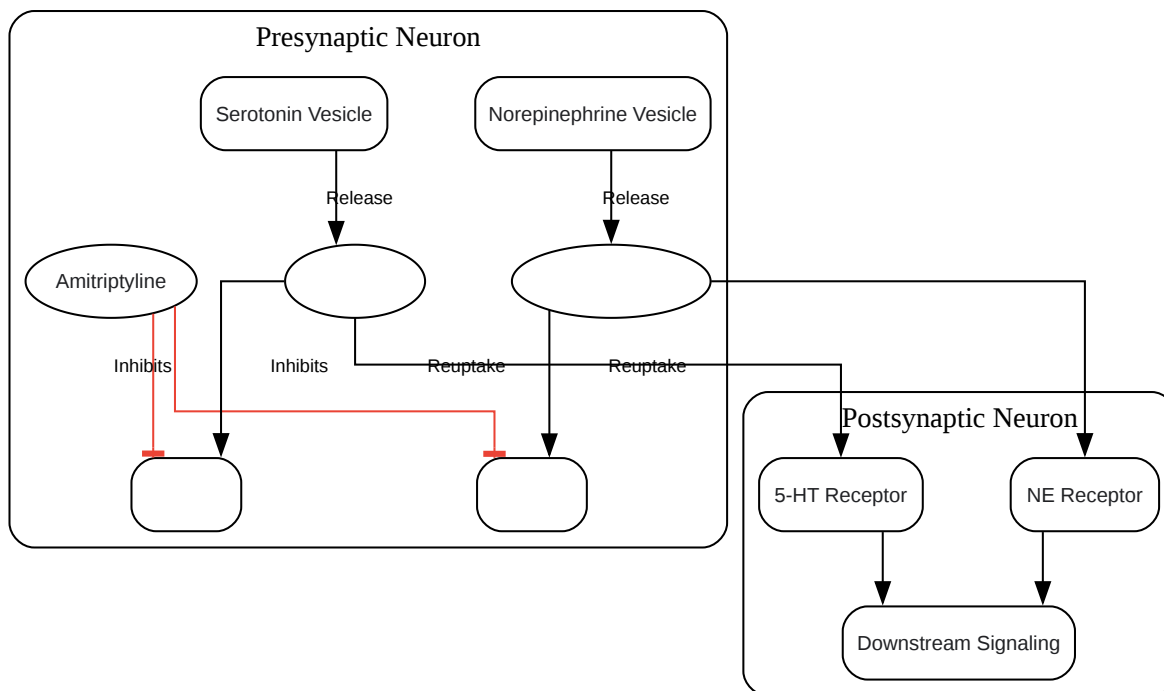 Presynaptic Neuron
Serotonin Vesicle
Norepinephrine Vesicle
Release
Release
Amitriptyline
Inhibits
Inhibits
Reuptake
Reuptake
Postsynaptic Neuron
5-HT Receptor
NE Receptor
Downstream Signaling